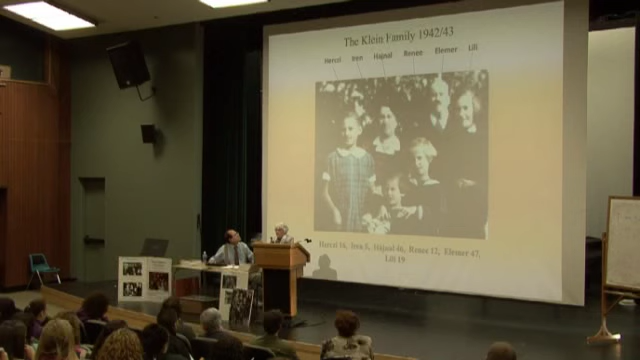 The Klein Family 1942/43
Hercel Iren Hajnal Renee Elemer Lili
Hercel 16, Iren 5, Hajnal 46, Renee 12, Elemer 47,
Lili 19